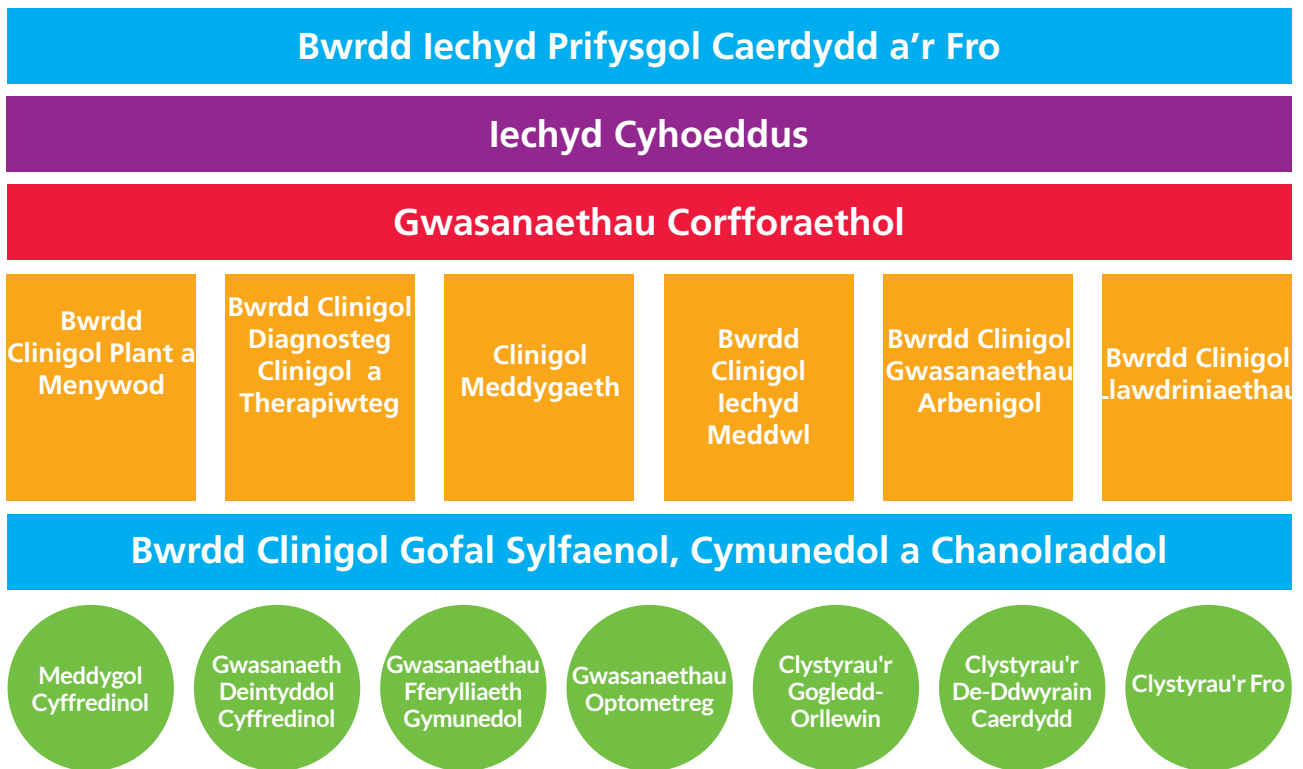 Bwrdd Iechyd Prifysgol Caerdydd a'r Fro
Iechyd Cyhoeddus
Gwasanaethau Corfforaethol
Bwrdd
Clinigol Plant a
Menywod
Bwrdd Clinigol
Diagnosteg
Clinigol a
Therapiwteg
Clinigol
Meddygaeth
Bwrdd
Clinigol
Iechyd
Meddwl
Bwrdd Clinigol
Gwasanaethau
Arbenigol
Bwrdd Clinigol
Llawdriniaethau
Bwrdd Clinigol Gofal Sylfaenol, Cymunedol a Chanolraddol
Meddygol
Cyffredinol
Gwasanaeth
Deintyddol
Cyffredinol
Gwasanaethau
Fferylliaeth
Gymunedol
Gwasanaethau
Optometreg
Clystyrau'r
Gogledd-
Orllewin
Clystyrau'r
De-Ddwyrain
Caerdydd
Clystyrau'r Fro